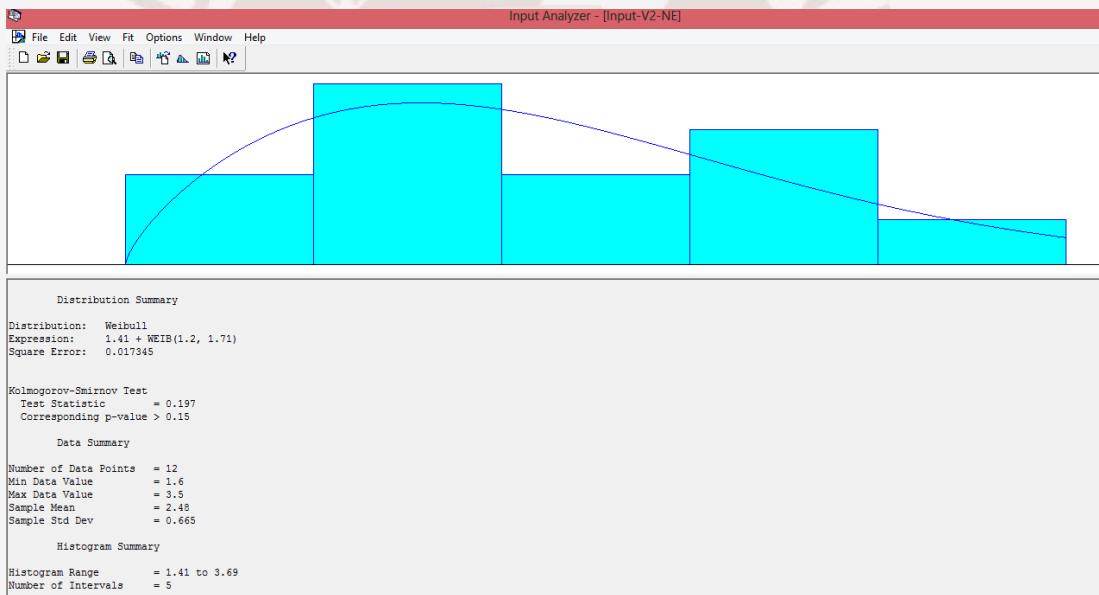 Input Analyzer - [Input-V2-NE]
File Edit View Fit Options Window Help
Distribution Summary
Distribution: Weibull
Expression: 1.41 + WEIB(1.2, 1.71)
Square Error: 0.017345
Kolmogorov-Smirnov Test
Test Statistic = 0.197
Corresponding p-value > 0.15
Data Summary
Number of Data Points = 12
Min Data Value = 1.6
Max Data Value = 3.5
Sample Mean = 2.48
Sample Std Dev = 0.665
Histogram Summary
Histogram Range = 1.41 to 3.69
Number of Intervals = 5